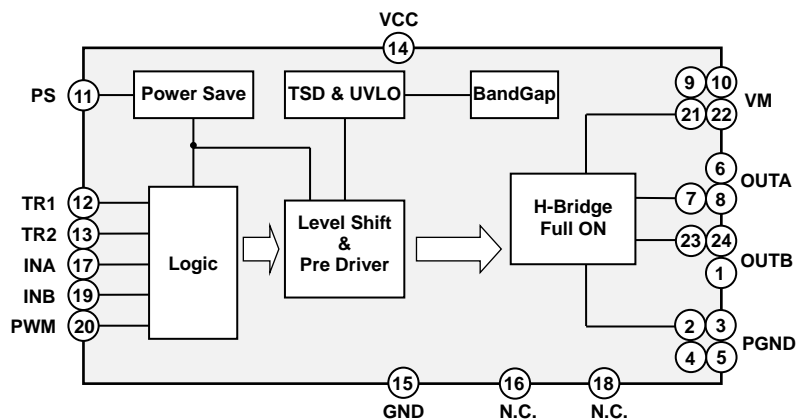 VCC
14
PS
11
Power Save
TSD & UVLO
BandGap
9
10
VM
21
22
6
OUTA
7
8
TR1
12
TR2
13
INA
17
INB
19
PWM
20
Logic
Level Shift
&
Pre Driver
H-Bridge
Full ON
23
24
OUTB
1
2
3
PGND
4
5
15
GND
16
N.C.
18
N.C.